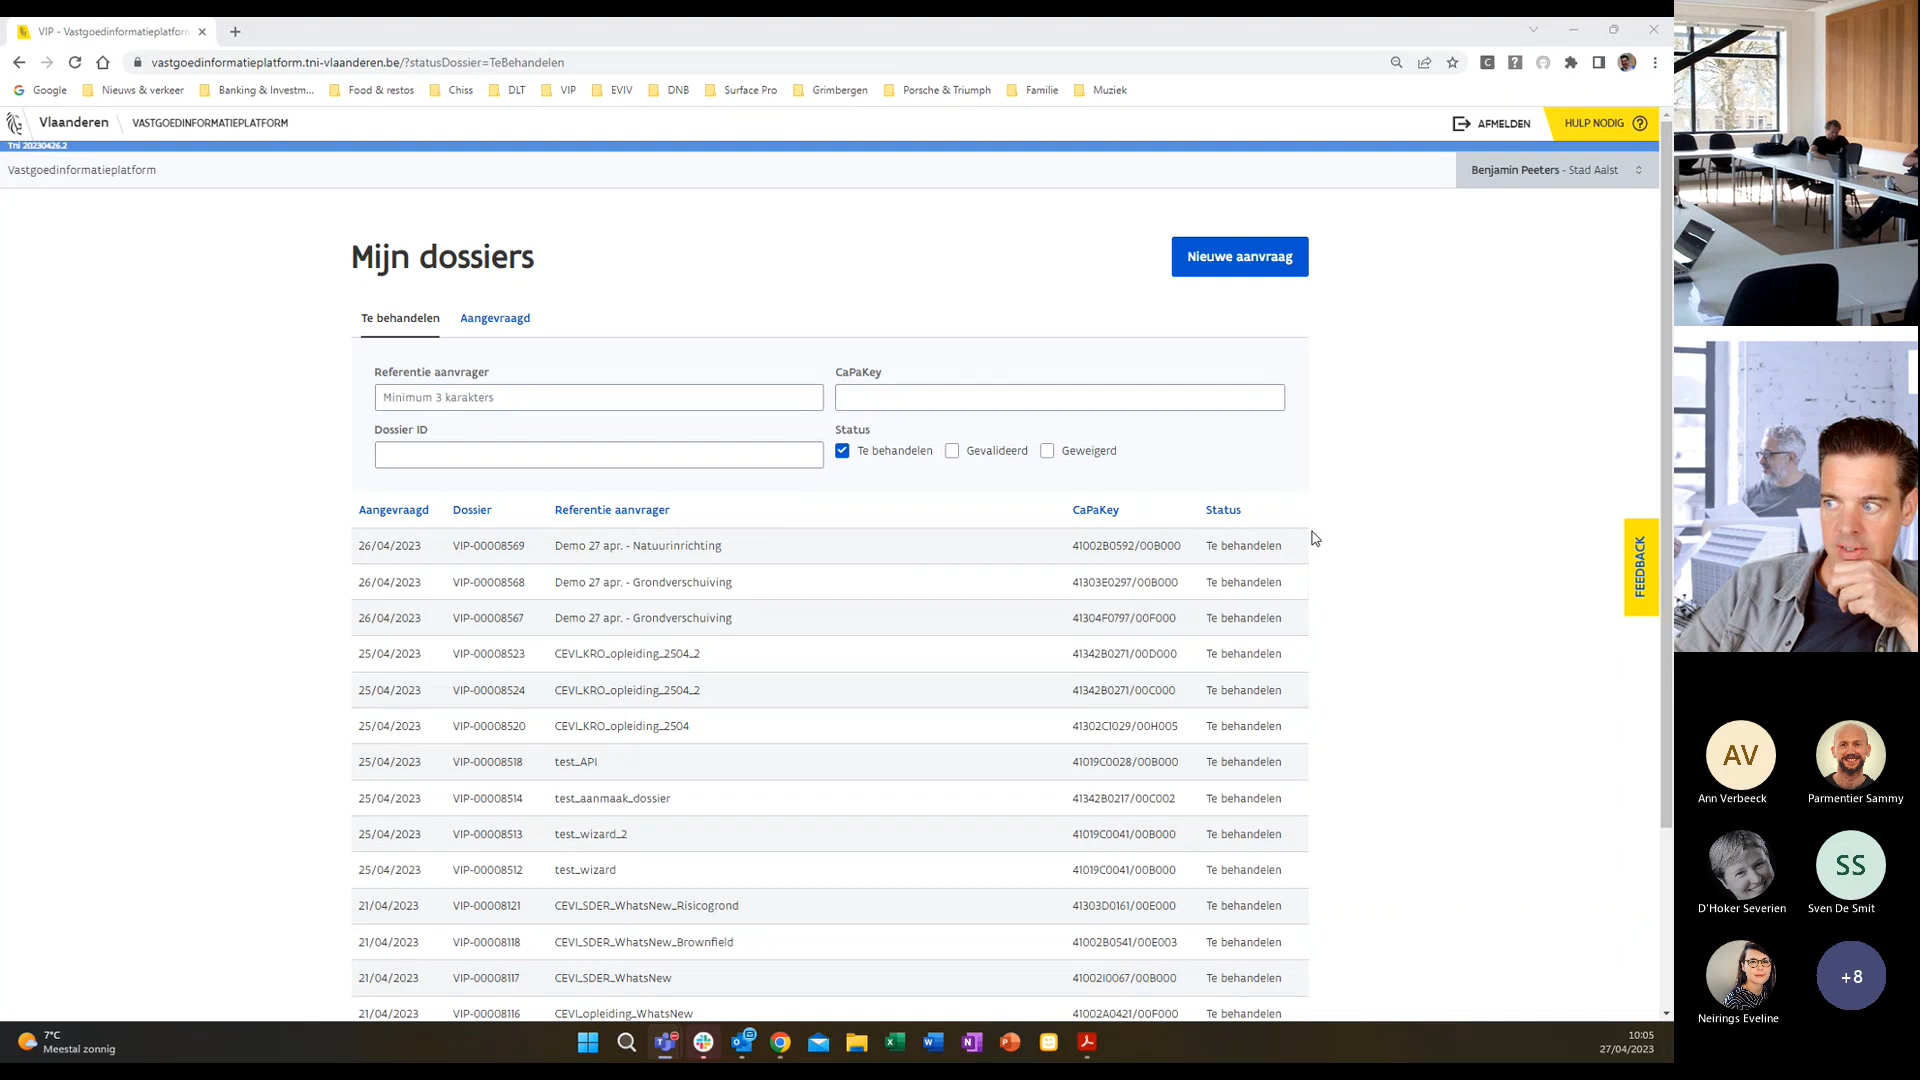 VIP - Vastgoedinformatieplatform
vastgoedinformatieplatform.tni-vlaanderen.be/?statusDossier=TeBehandelen
Google Nieuws & verkeer Banking & Investm... Food & restos Chiss DLT VIP EVIV DNB Surface Pro Grimbergen Porsche & Triumph Familie Muziek
Vlaanderen VASTGOEDINFORMATIEPLATFORM AFMELDEN HULP NODIG
TnI 20230426.2
Vastgoedinformatieplatform Benjamin Peeters - Stad Aalst
Mijn dossiers Nieuwe aanvraag
Te behandelen Aangevraagd
Referentie aanvrager CaPaKey
Minimum 3 karakters
Dossier ID Status
Te behandelen Gevalideerd Geweigerd
Aangevraagd Dossier Referentie aanvrager CaPaKey Status
26/04/2023 VIP-00008569 Demo 27 apr. - Natuurinrichting 41002B0592/00B000 Te behandelen
26/04/2023 VIP-00008568 Demo 27 apr. - Grondverschuiving 41303E0297/00B000 Te behandelen
26/04/2023 VIP-00008567 Demo 27 apr. - Grondverschuiving 41304F0797/00F000 Te behandelen
25/04/2023 VIP-00008523 CEVI_KRO_opleiding_2504_2 41342B0271/00D000 Te behandelen
25/04/2023 VIP-00008524 CEVI_KRO_opleiding_2504_2 41342B0271/00C000 Te behandelen
25/04/2023 VIP-00008520 CEVI_KRO_opleiding_2504 41302C1029/00H005 Te behandelen
25/04/2023 VIP-00008518 test_API 41019C0028/00B000 Te behandelen
25/04/2023 VIP-00008514 test_aanmaak_dossier 41342B0217/00C002 Te behandelen
25/04/2023 VIP-00008513 test_wizard_2 41019C0041/00B000 Te behandelen
25/04/2023 VIP-00008512 test_wizard 41019C0041/00B000 Te behandelen
21/04/2023 VIP-00008121 CEVI_SDER_WhatsNew_Risicogrond 41303D0161/00E000 Te behandelen
21/04/2023 VIP-00008118 CEVI_SDER_WhatsNew_Brownfield 41002B0541/00E003 Te behandelen
21/04/2023 VIP-00008117 CEVI_SDER_WhatsNew 41002I0067/00B000 Te behandelen
21/04/2023 VIP-00008116 CEVI_opleiding_WhatsNew 41002A0421/00F000 Te behandelen
FEEDBACK
7°C
Meestal zonnig
10:05
27/04/2023
AV
Ann Verbeeck Parmentier Sammy
SS
D'Hoker Severien Sven De Smit
+8
Neirings Eveline